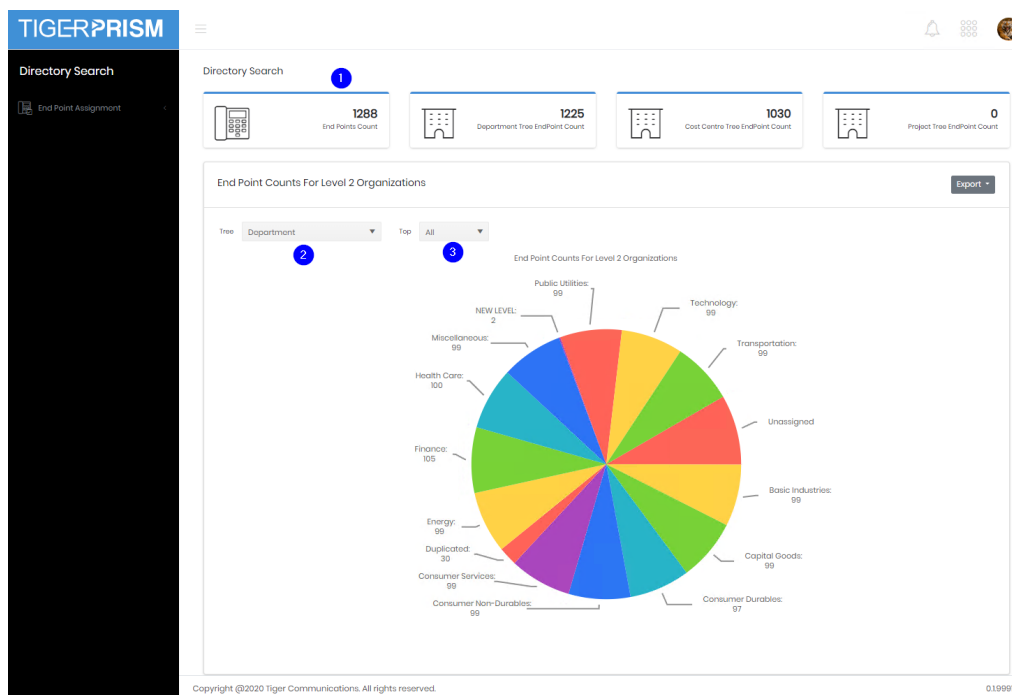 TIGERPRISM
Directory Search
End Point Assignment
Directory Search
1
1288
End Points Count
1225
Department Tree EndPoint Count
1030
Cost Centre Tree EndPoint Count
0
Project Tree EndPoint Count
End Point Counts For Level 2 Organizations
Export
Tree Department Top All
2 3
End Point Counts For Level 2 Organizations
Public Utilities:
99
Technology:
99
NEW LEVEL:
2
Miscellaneous:
99
Transportation:
99
Health Care:
100
Unassigned
Finance:
105
Basic Industries:
99
Energy:
99
Duplicated:
30
Capital Goods:
99
Consumer Services:
99
Consumer Durables:
97
Consumer Non-Durables:
99
Copyright @2020 Tiger Communications. All rights reserved.